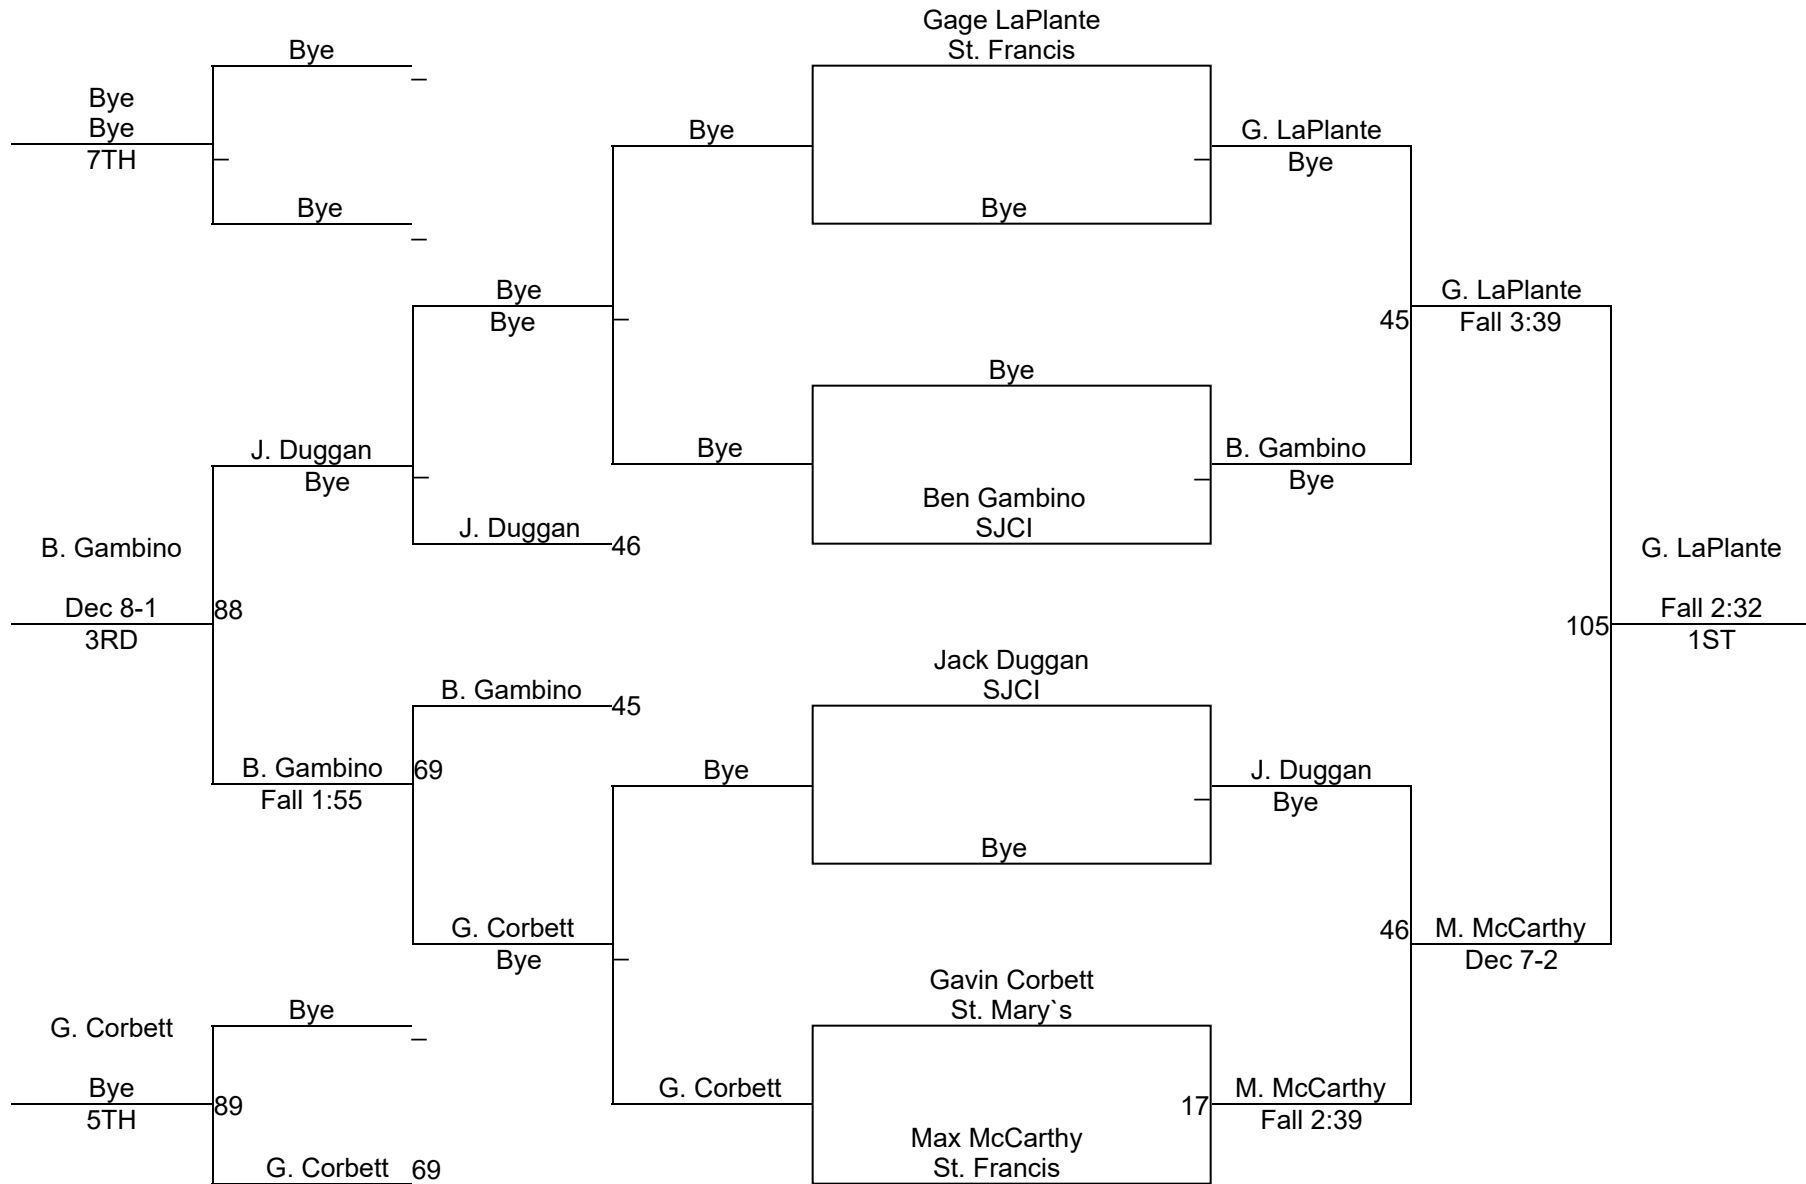 Gage LaPlante
St. Francis
Bye
Bye
Bye
7TH
_
_
Bye
_
Bye
_
G. LaPlante
Bye
Bye
Bye
_
Bye
Bye
_
G. LaPlante
45
Fall 3:39
Bye
J. Duggan
Bye
_
Bye
B. Gambino
Bye
_
Ben Gambino
SJCI
J. Duggan
46
B. Gambino
Dec 8-1
88
3RD
G. LaPlante
Fall 2:32
105
1ST
Jack Duggan
SJCI
B. Gambino
45
B. Gambino
69
Fall 1:55
Bye
J. Duggan
_
Bye
Bye
G. Corbett
Bye
_
46
M. McCarthy
Dec 7-2
Gavin Corbett
St. Mary`s
Bye
_
G. Corbett
Bye
89
5TH
G. Corbett
17
M. McCarthy
Fall 2:39
Max McCarthy
St. Francis
G. Corbett
69